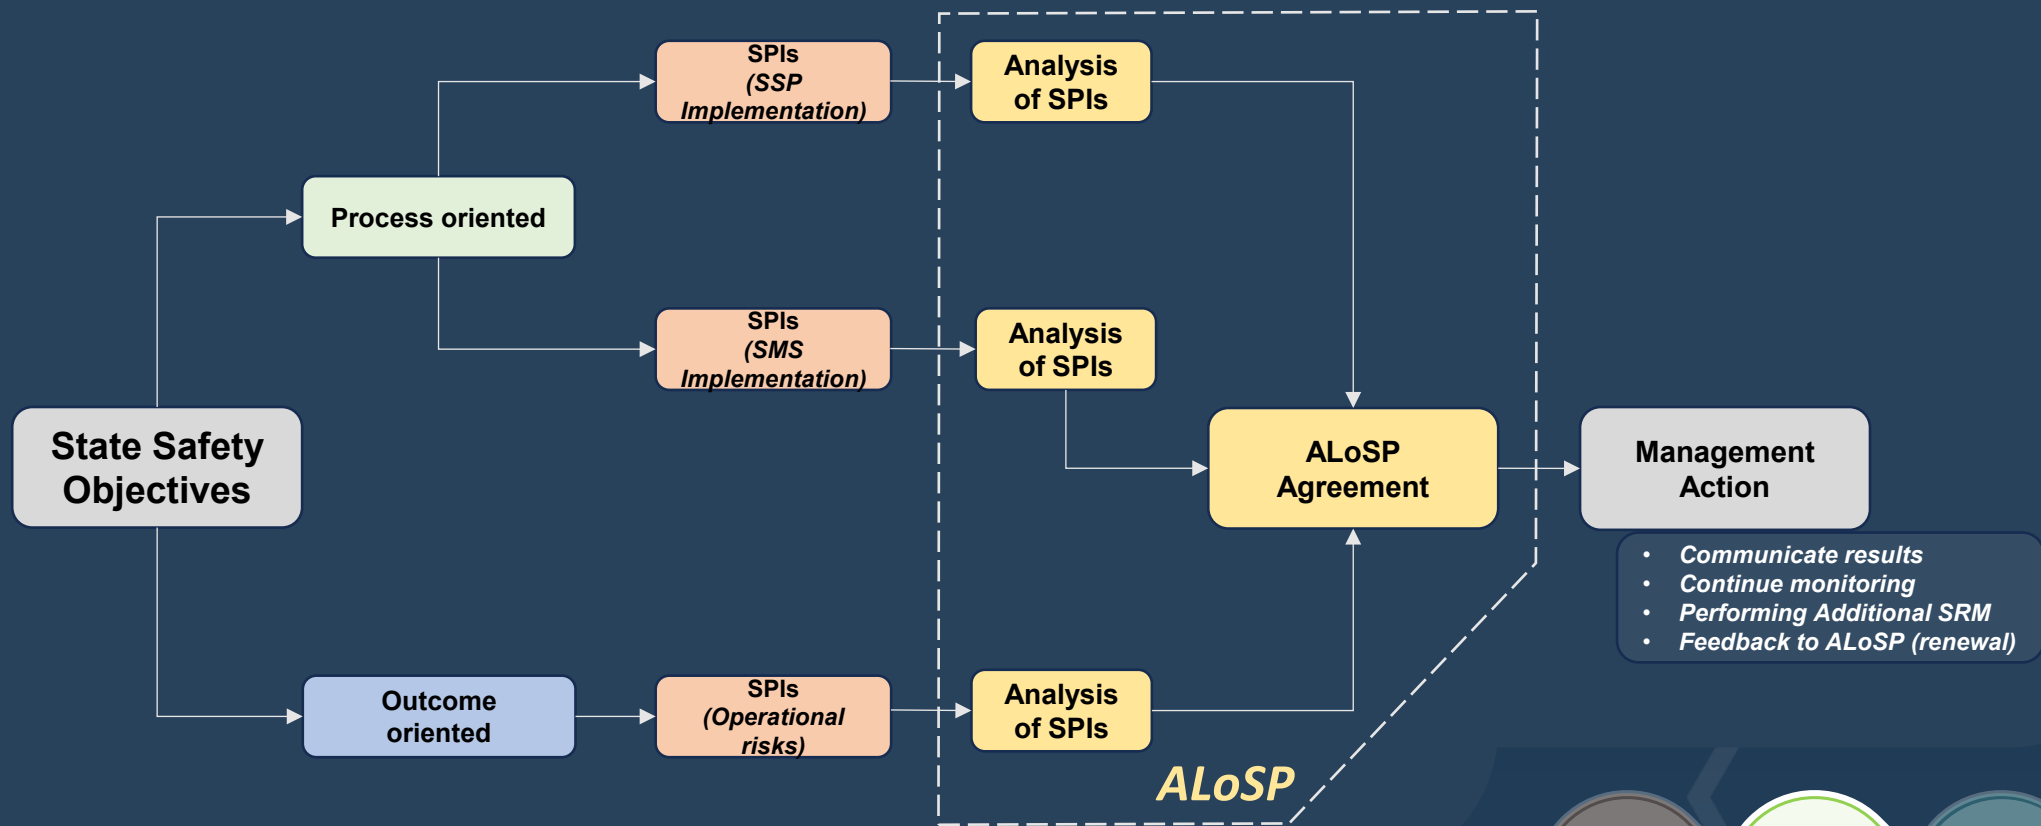 SPIs
(SSP
Implementation)
Analysis
of SPIs
Process oriented
SPIs
(SMS
Implementation)
Analysis
of SPIs
State Safety
Objectives
ALoSP
Agreement
Management
Action
• Communicate results
• Continue monitoring
• Performing Additional SRM
• Feedback to ALoSP (renewal)
Outcome
oriented
SPIs
(Operational
risks)
Analysis
of SPIs
ALoSP